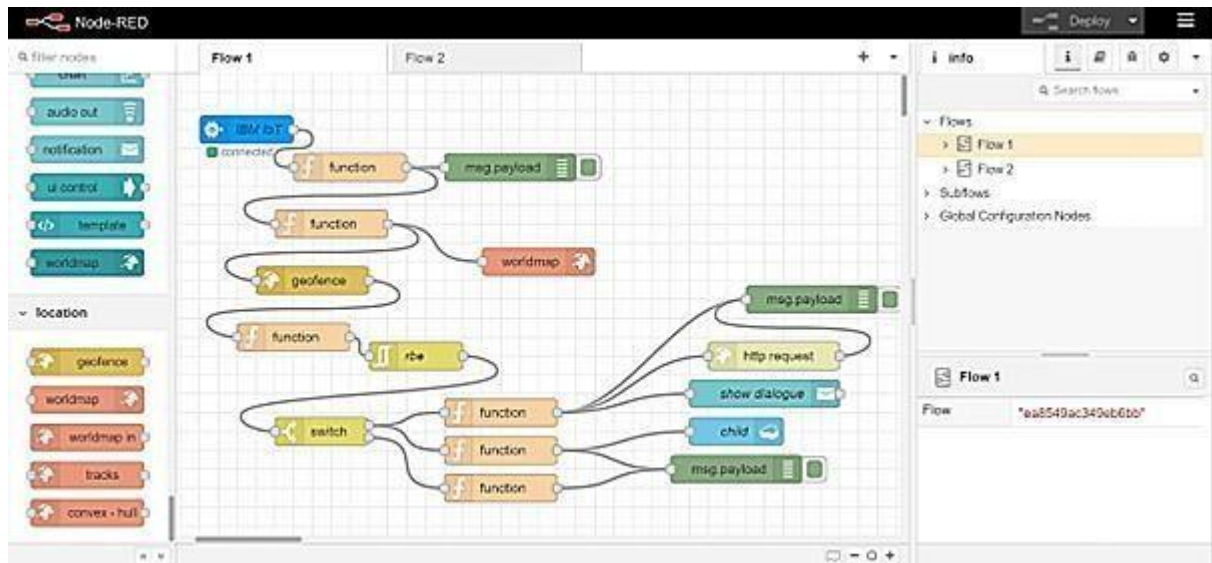 Node-RED
Deploy
filter nodes
Flow 1
Flow 2
info
i
Search flows
chart
audio out
notification
ui control
template
worldmap
location
geofence
worldmap
worldmap in
tracks
convex-hull
IBM IoT
connected
function
msg.payload
function
worldmap
geofence
function
rbe
msg.payload
http request
show dialogue
switch
function
function
function
child
msg.payload
Flows
Flow 1
Flow 2
Subflows
Global Configuration Nodes
Flow 1
Flow
"ea8549ac349eb6bb"